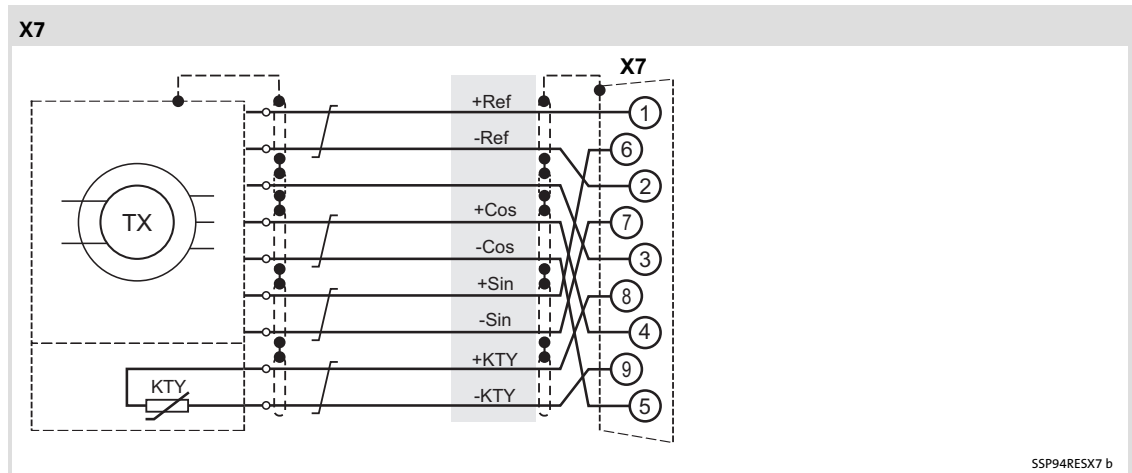 X7
X7
+Ref
1
-Ref
6
2
+Cos
7
TX
-Cos
3
+Sin
8
-Sin
4
+KTY
9
KTY
-KTY
5
SSP94RESX7 b